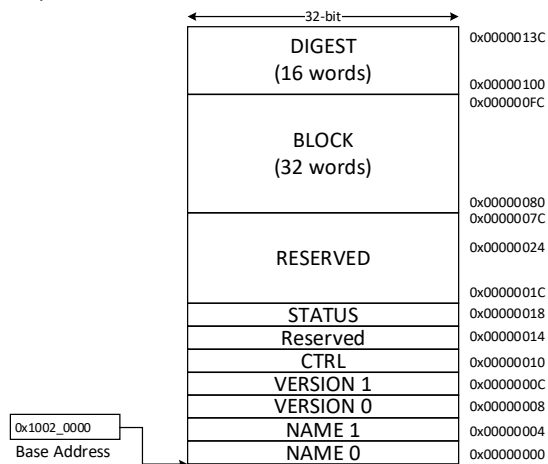 32-bit
DIGEST
(16 words)
0x0000013C
0x00000100
0x000000FC
BLOCK
(32 words)
0x00000080
0x0000007C
0x00000024
RESERVED
0x0000001C
STATUS
0x00000018
Reserved
0x00000014
CTRL
0x00000010
VERSION 1
0x0000000C
VERSION 0
0x00000008
NAME 1
0x00000004
NAME 0
0x00000000
0x1002_0000
Base Address